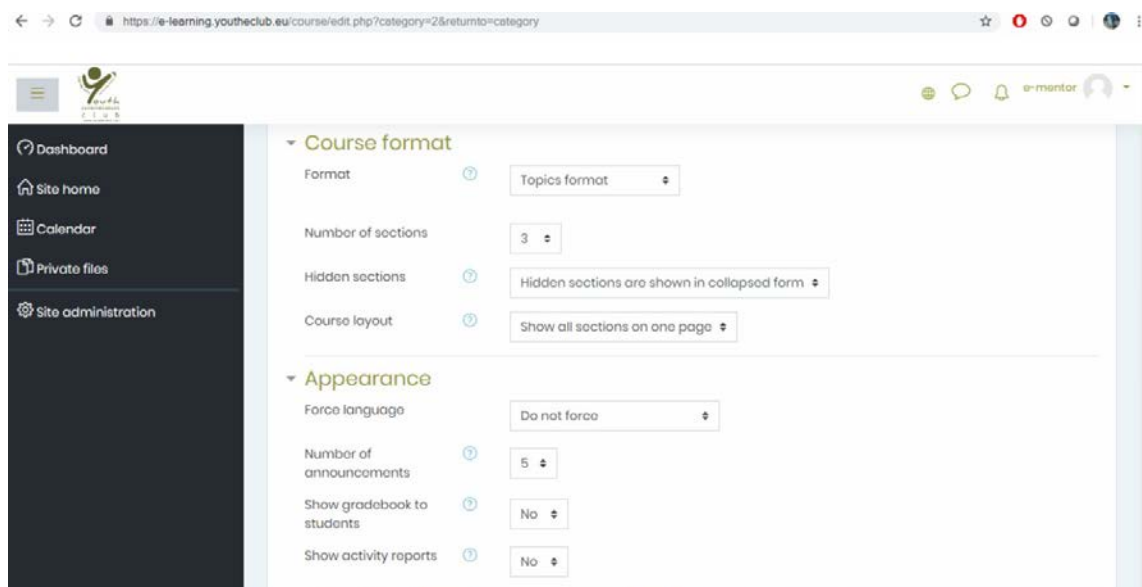 https://e-learning.youtheclub.eu/course/edit.php?category=2&returnto=category
Youth
CLUB
e-mentor
Dashboard
Site home
Calendar
Private files
Site administration
Course format
Format
Topics format
Number of sections
3
Hidden sections
Hidden sections are shown in collapsed form
Course layout
Show all sections on one page
Appearance
Force language
Do not force
Number of
announcements
5
Show gradebook to
students
No
Show activity reports
No